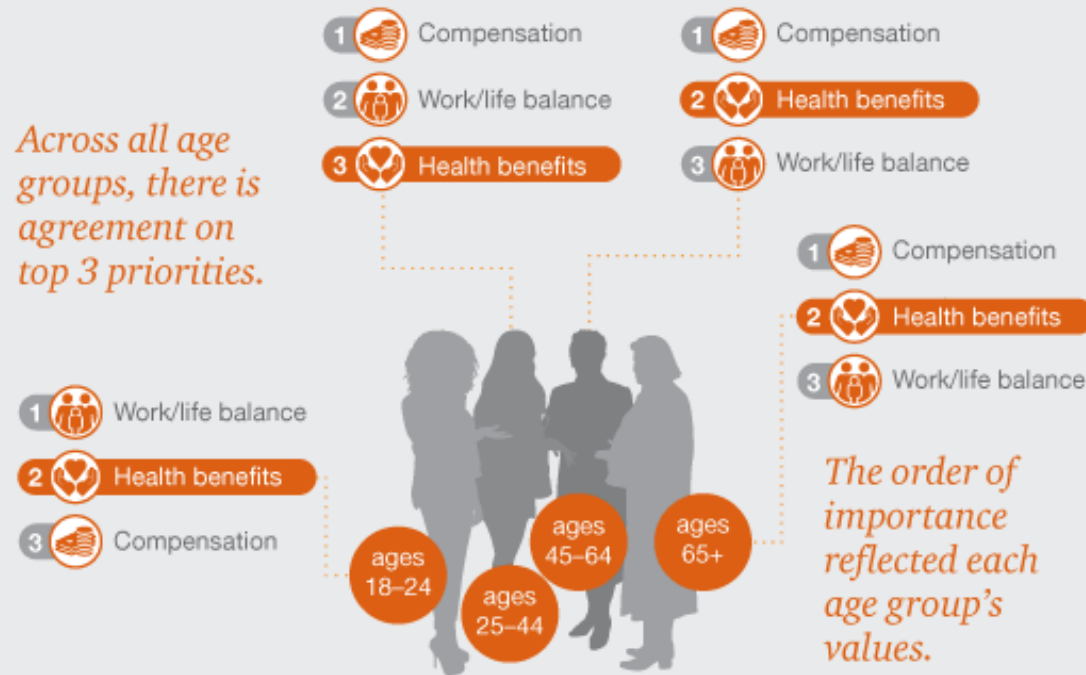 Across all age
groups, there is
agreement on
top 3 priorities.
1 Compensation
2 Work/life balance
3 Health benefits
1 Compensation
2 Health benefits
3 Work/life balance
1 Compensation
2 Health benefits
3 Work/life balance
1 Work/life balance
2 Health benefits
3 Compensation
ages
18–24
ages
25–44
ages
45–64
ages
65+
The order of
importance
reflected each
age group’s
values.